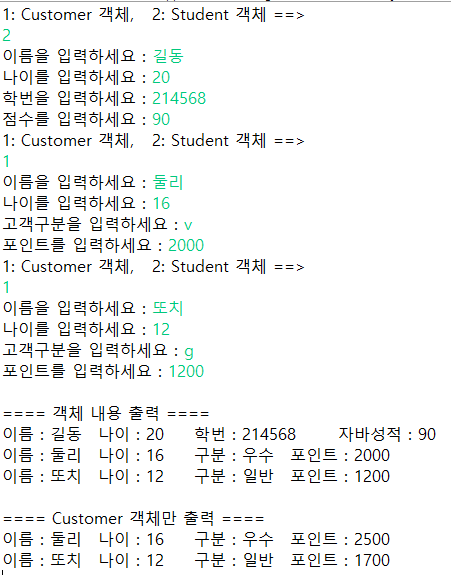 1: Customer 객체,    2: Student 객체 ==>
2
이름을 입력하세요 : 길동
나이를 입력하세요 : 20
학번을 입력하세요 : 214568
점수를 입력하세요 : 90
1: Customer 객체,    2: Student 객체 ==>
1
이름을 입력하세요 : 둘리
나이를 입력하세요 : 16
고객구분을 입력하세요 : v
포인트를 입력하세요 : 2000
1: Customer 객체,    2: Student 객체 ==>
1
이름을 입력하세요 : 또치
나이를 입력하세요 : 12
고객구분을 입력하세요 : g
포인트를 입력하세요 : 1200
==== 객체 내용 출력 ====
이름 : 길동   나이 : 20      학번 : 214568        자바성적 : 90
이름 : 둘리   나이 : 16      구분 : 우수   포인트 : 2000
이름 : 또치   나이 : 12      구분 : 일반   포인트 : 1200
==== Customer 객체만 출력 ====
이름 : 둘리   나이 : 16      구분 : 우수   포인트 : 2500
이름 : 또치   나이 : 12      구분 : 일반   포인트 : 1700